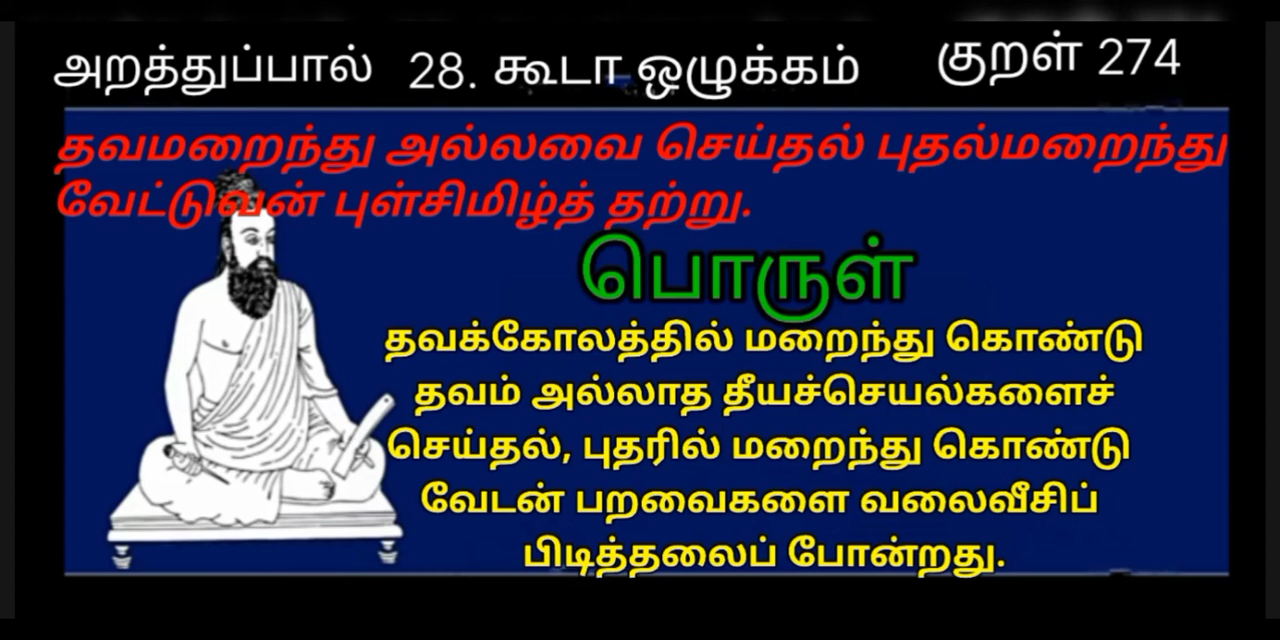 அறத்துப்பால் 28. கூடா ஒழுக்கம் குறள் 274
தவமறைந்து அல்லவை செய்தல் புதல்மறைந்து
வேட்டுவன் புள்சிமிழ்த் தற்று.
பொருள்
தவக்கோலத்தில் மறைந்து கொண்டு
தவம் அல்லாத தீயச்செயல்களைச்
செய்தல், புதரில் மறைந்து கொண்டு
வேடன் பறவைகளை வலைவீசிப்
பிடித்தலைப் போன்றது.